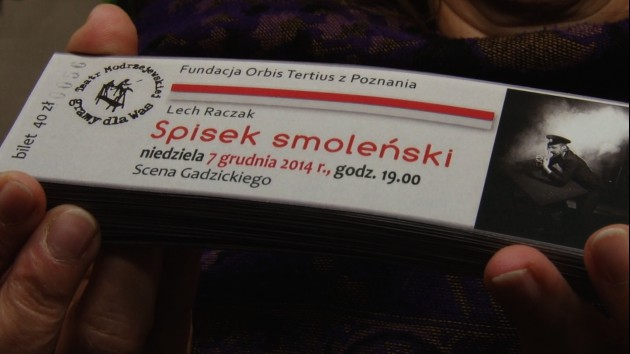 Teatr Modrzejewskiej
gramy dla Was
bilet 40 zł
Fundacja Orbis Tertius z Poznania
Lech Raczak
Spisek smoleński
niedziela 7 grudnia 2014 r., godz. 19.00
Scena Gadzickiego